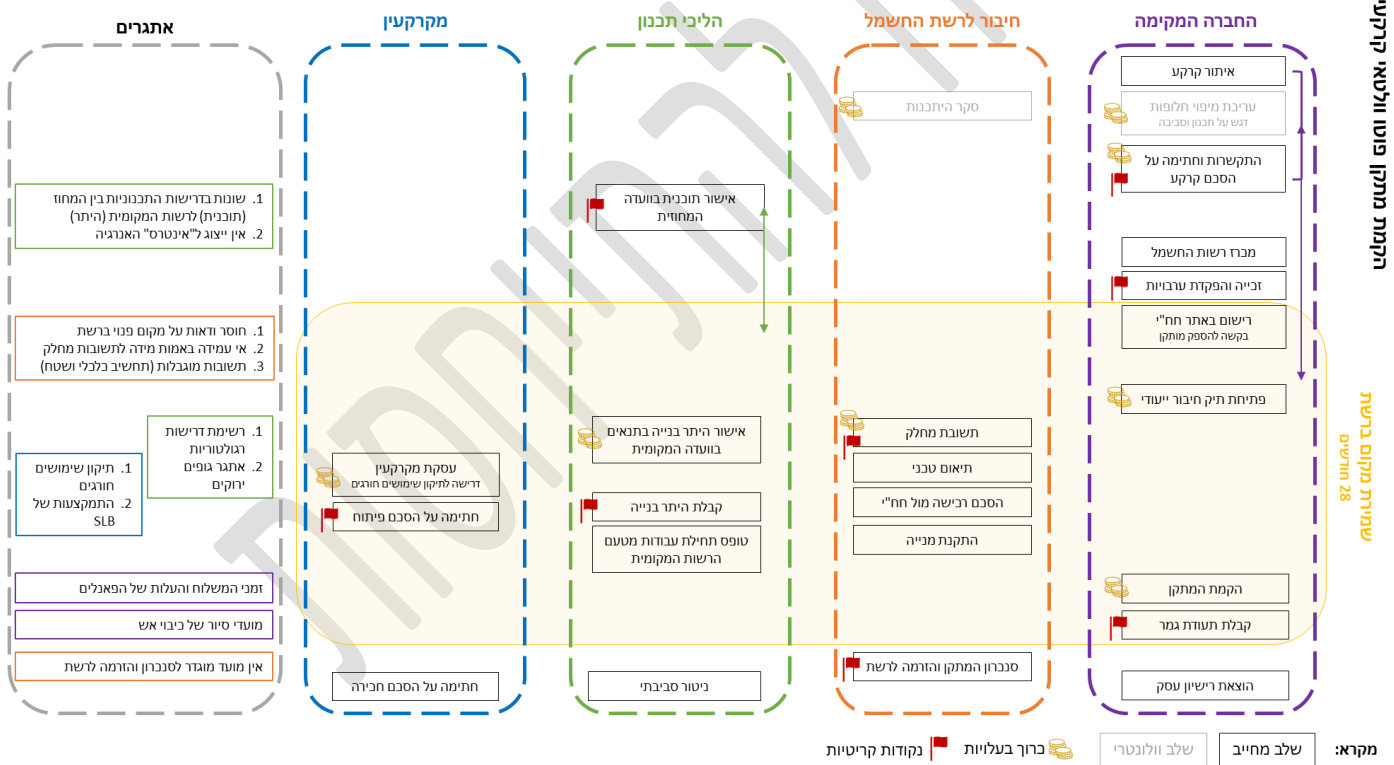 הקמת מתקן פוטו וולטאי קרקעי
החברה המקימה
איתור קרקע
עריכת מיפוי חלופות
דגש על תכנון וסביבה
התקשרות וחתימה על
הסכם קרקע
מכרז רשות החשמל
זכייה והפקדת ערבויות
רישום באתר חח"י
בקשה להספק מותקן
פתיחת תיק חיבור ייעודי
הקמת המתקן
קבלת תעודת גמר
הוצאת רישיון עסק
שמירת מקום ברשת
28 חודשים
חיבור לרשת החשמל
סקר היתכנות
תשובת מחלק
תיאום טכני
הסכם רכישה מול חח"י
התקנת מנייה
סנכרון המתקן והזרמה לרשת
הליכי תכנון
אישור תוכנית בוועדה
המחוזית
אישור היתר בנייה בתנאים
בוועדה המקומית
קבלת היתר בנייה
טופס תחילת עבודות מטעם
הרשות המקומית
ניטור סביבתי
מקרקעין
עסקת מקרקעין
דרישה לתיקון שימושים חורגים
חתימה על הסכם פיתוח
חתימה על הסכם חכירה
אתגרים
1. שונות בדרישות התכנוניות בין המחוז
(תוכנית) לרשות המקומית (היתר)
2. אין ייצוג ל"אינטרס" האנרגיה
1. חוסר ודאות על מקום פנוי ברשת
2. אי עמידה באמות מידה לתשובות מחלק
3. תשובות מוגבלות (תחשיב כלכלי ושטח)
1. רשימת דרישות
רגולטוריות
2. אתגר גופים
ירוקים
1. תיקון שימושים
חורגים
2. התמקצעות של
SLB
זמני המשלוח והעלות של הפאנלים
מועדי סיור של כיבוי אש
אין מועד מוגדר לסנכרון והזרמה לרשת
מקרא:
שלב מחייב
שלב וולונטרי
כרוך בעלויות
נקודות קריטיות